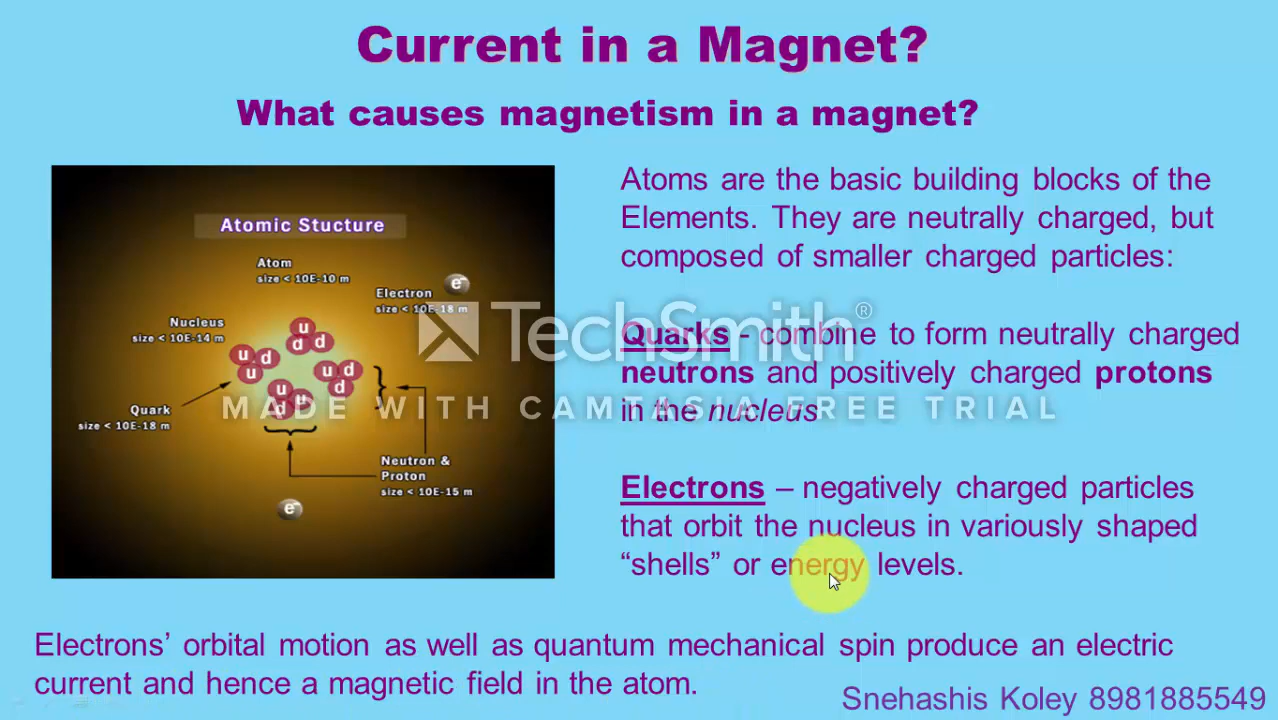 Current in a Magnet?
What causes magnetism in a magnet?
Atomic Stucture
Atom
size < 10E-10 m
Electron
size < 10E-18 m
e⁻
Nucleus
size < 10E-14 m
u
d d
u d
u
u d
d
u
d u
Quark
size < 10E-18 m
Neutron &
Proton
size < 10E-15 m
e⁻
Atoms are the basic building blocks of the
Elements. They are neutrally charged, but
composed of smaller charged particles:
Quarks - combine to form neutrally charged
neutrons and positively charged protons
in the nucleus
Electrons – negatively charged particles
that orbit the nucleus in variously shaped
“shells” or energy levels.
Electrons’ orbital motion as well as quantum mechanical spin produce an electric
current and hence a magnetic field in the atom.
Snehashis Koley 8981885549
TechSmith®
MADE WITH CAMTASIA FREE TRIAL